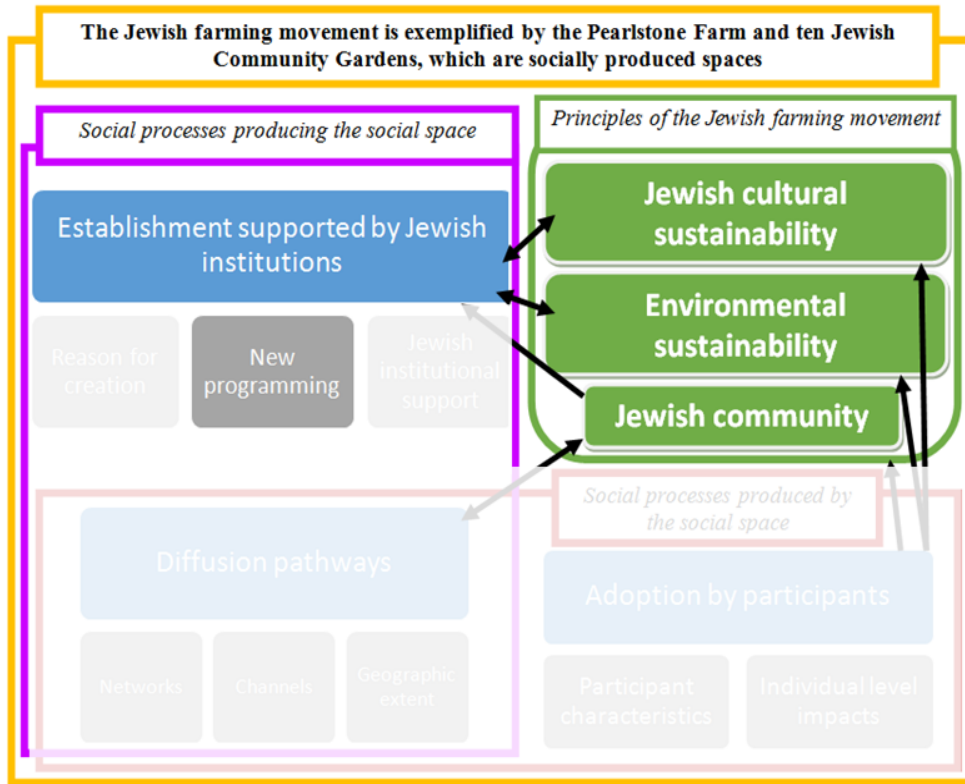 The Jewish farming movement is exemplified by the Pearlstone Farm and ten Jewish
Community Gardens, which are socially produced spaces
Social processes producing the social space
Principles of the Jewish farming movement
Establishment supported by Jewish
institutions
Jewish cultural
sustainability
Environmental
sustainability
Reason for
creation
New
programming
Jewish
institutional
support
Jewish community
Social processes produced by
the social space
Diffusion pathways
Adoption by participants
Networks
Channels
Geographic
extent
Participant
characteristics
Individual level
impacts